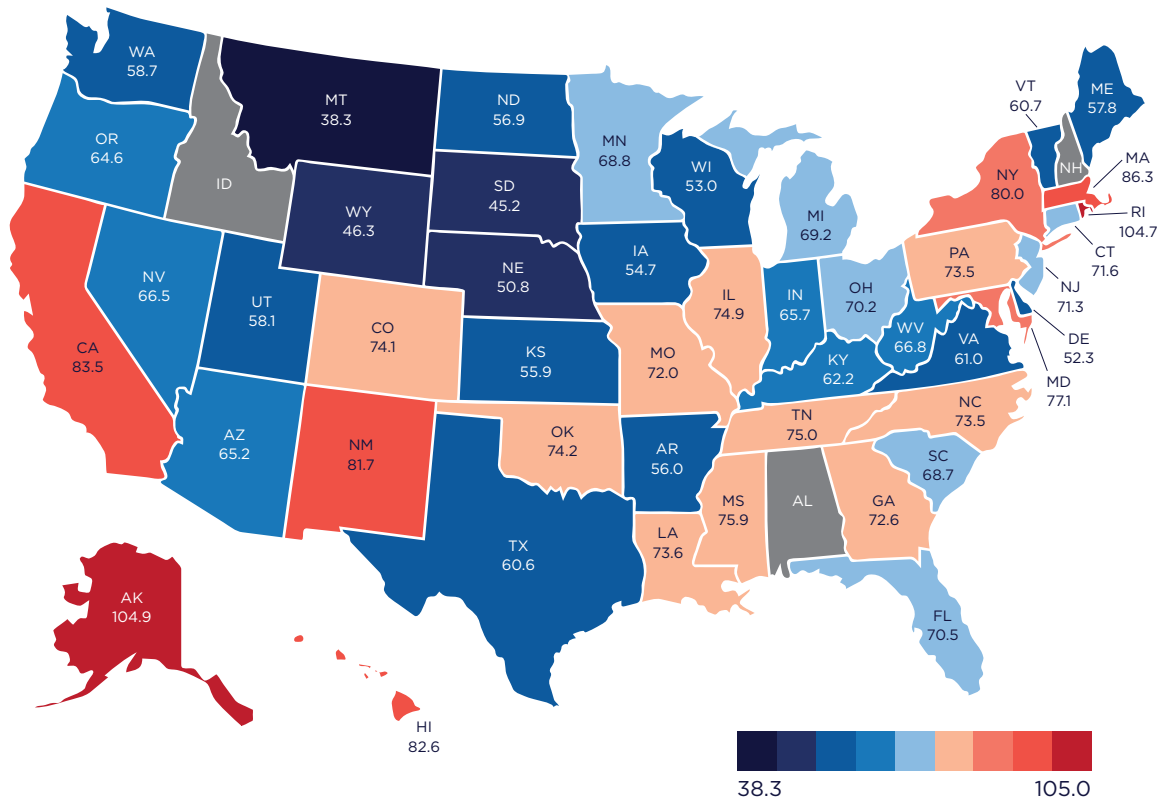 WA
58.7
OR
64.6
CA
83.5
ID
NV
66.5
MT
38.3
WY
46.3
UT
58.1
AZ
65.2
CO
74.1
NM
81.7
ND
56.9
SD
45.2
NE
50.8
KS
55.9
OK
74.2
TX
60.6
MN
68.8
IA
54.7
MO
72.0
AR
56.0
LA
73.6
WI
53.0
IL
74.9
MI
69.2
IN
65.7
OH
70.2
KY
62.2
TN
75.0
MS
75.9
AL
GA
72.6
FL
70.5
SC
68.7
NC
73.5
VA
61.0
WV
66.8
PA
73.5
NY
80.0
VT
60.7
NH
ME
57.8
MA
86.3
RI
104.7
CT
71.6
NJ
71.3
DE
52.3
MD
77.1
AK
104.9
HI
82.6
38.3
105.0